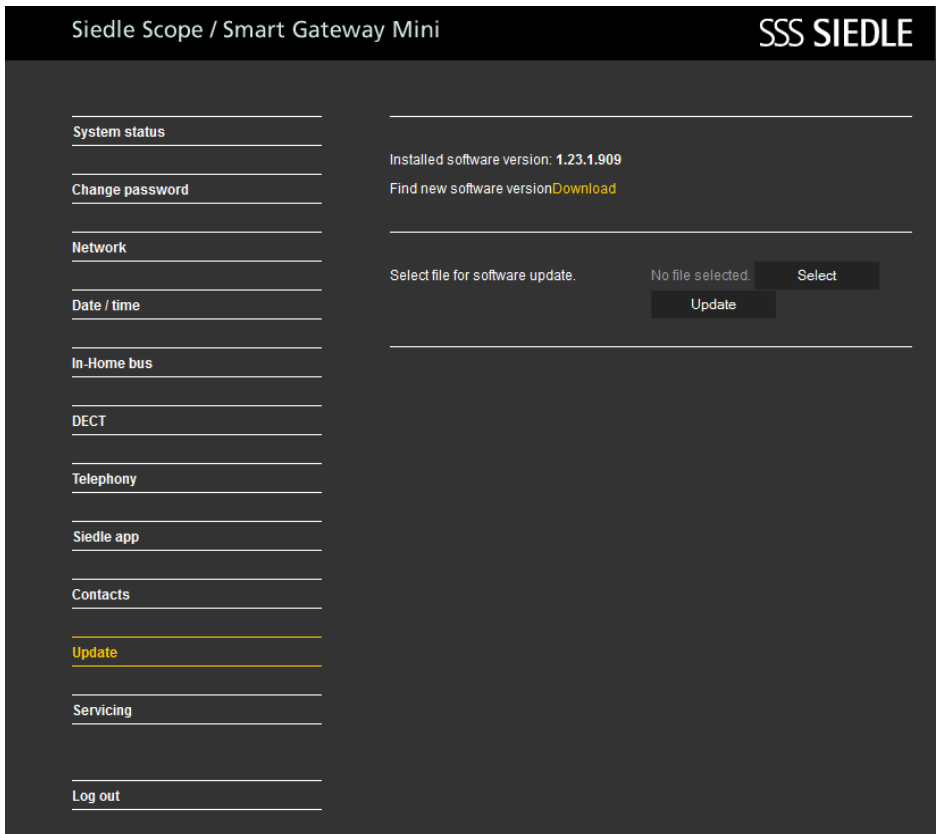 Siedle Scope / Smart Gateway Mini
SSS SIEDLE
System status
Change password
Network
Date / time
In-Home bus
DECT
Telephony
Siedle app
Contacts
Update
Servicing
Log out
Installed software version: 1.23.1.909
Find new software versionDownload
Select file for software update.
No file selected.
Select
Update